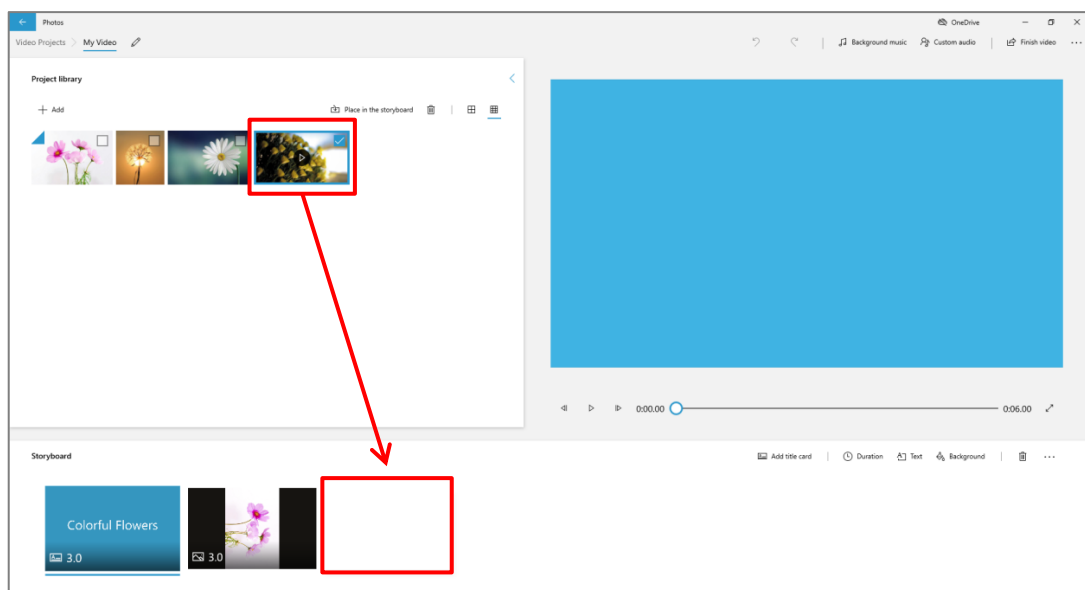 Photos
OneDrive
Video Projects > My Video
Background music
Custom audio
Finish video
Project library
Add
Place in the storyboard
0:00.00
0:06.00
Storyboard
Add title card
Duration
Text
Background
Colorful Flowers
3.0
3.0